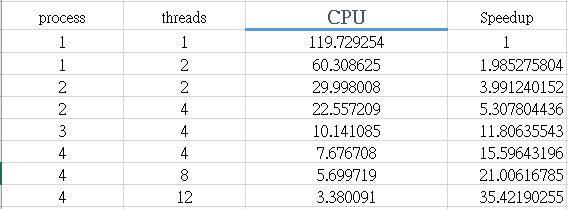 process threads CPU Speedup
1 1 119.729254 1
1 2 60.308625 1.985275804
2 2 29.998008 3.991240152
2 4 22.557209 5.307804436
3 4 10.141085 11.80635543
4 4 7.676708 15.59643196
4 8 5.699719 21.00616785
4 12 3.380091 35.42190255